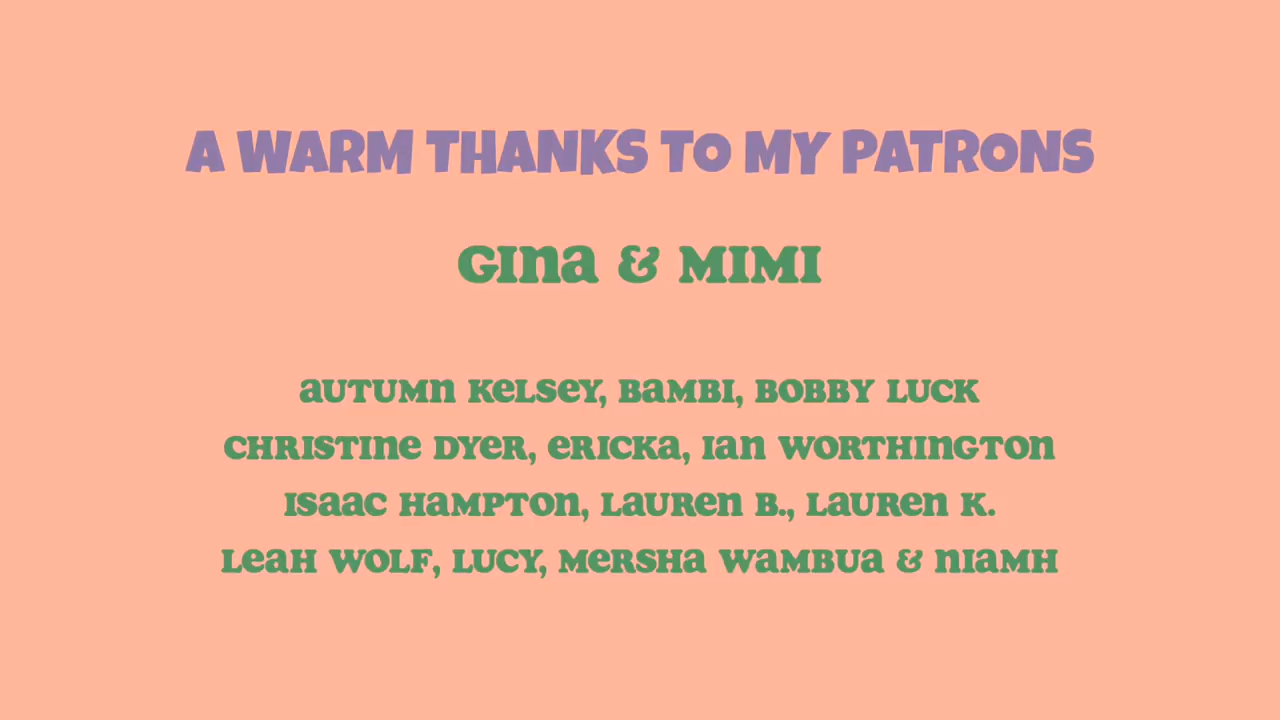 A WARM THANKS TO MY PATRONS
GINA & MIMI
AUTUMN KELSEY, BAMBI, BOBBY LUCK
CHRISTINE DYER, ERICKA, IAN WORTHINGTON
ISAAC HAMPTON, LAUREN B., LAUREN K.
LEAH WOLF, LUCY, MERSHA WAMBUA & NIAMH